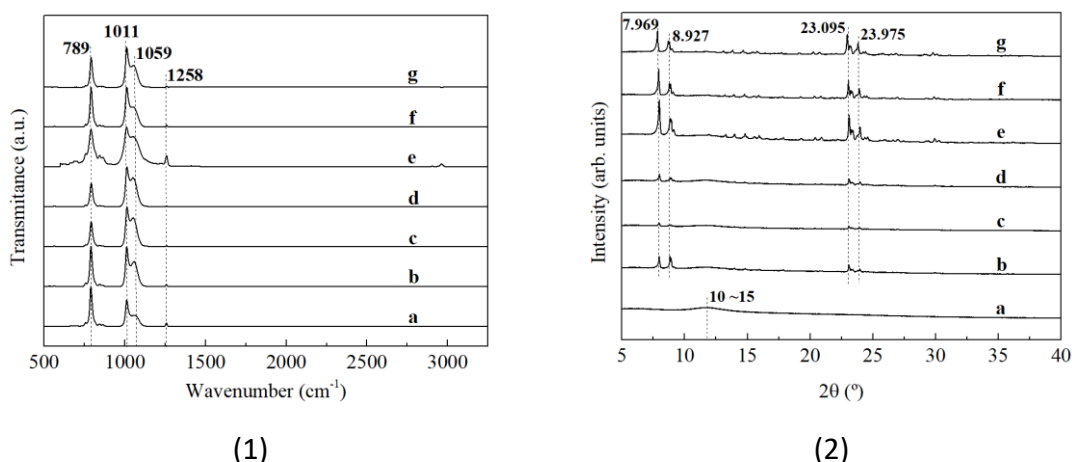 789
1011
1059
1258
g
f
e
d
c
b
a
Transmitance (a.u.)
500 1000 1500 2000 2500 3000
Wavenumber (cm-1)
(1)
7.969
8.927
23.095
23.975
g
f
e
d
c
b
a
10 ~15
Intensity (arb. units)
5 10 15 20 25 30 35 40
2θ (º)
(2)